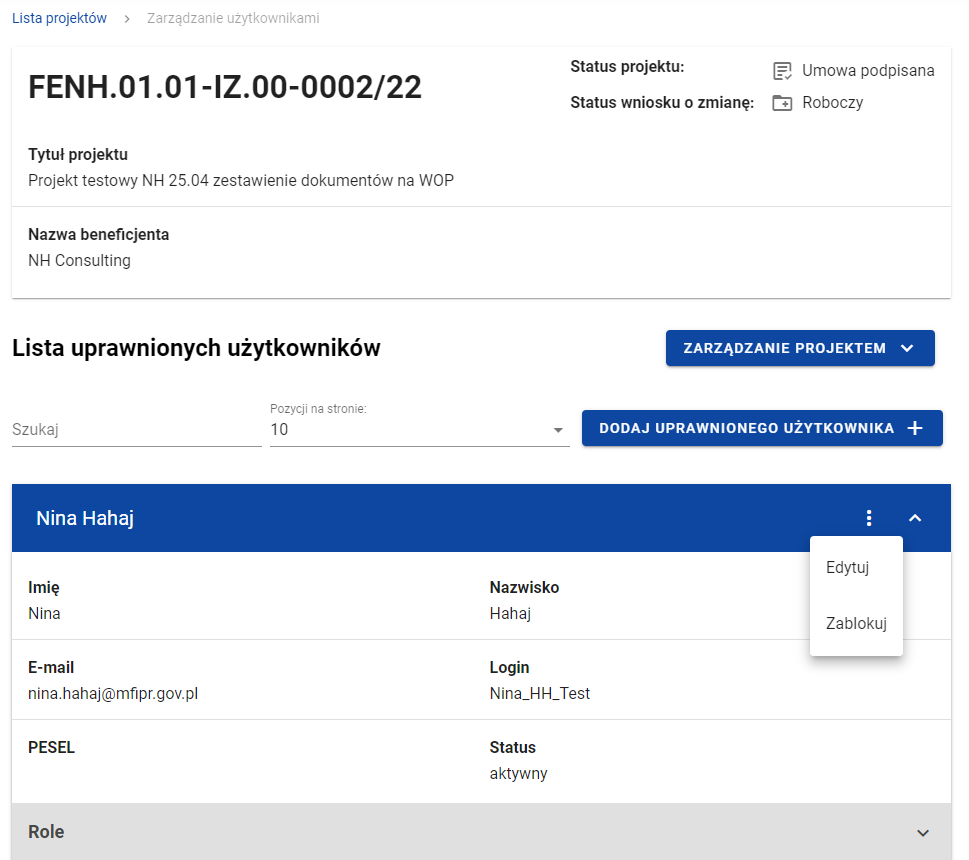 Lista projektów > Zarządzanie użytkownikami
FENH.01.01-IZ.00-0002/22
Status projektu: Umowa podpisana
Status wniosku o zmianę: Roboczy
Tytuł projektu
Projekt testowy NH 25.04 zestawienie dokumentów na WOP
Nazwa beneficjenta
NH Consulting
Lista uprawnionych użytkowników
ZARZĄDZANIE PROJEKTEM
Szukaj
Pozycji na stronie:
10
DODAJ UPRAWNIONEGO UŻYTKOWNIKA +
Nina Hahaj
Edytuj
Zablokuj
Imię
Nina
Nazwisko
Hahaj
E-mail
nina.hahaj@mfipr.gov.pl
Login
Nina_HH_Test
PESEL
Status
aktywny
Role